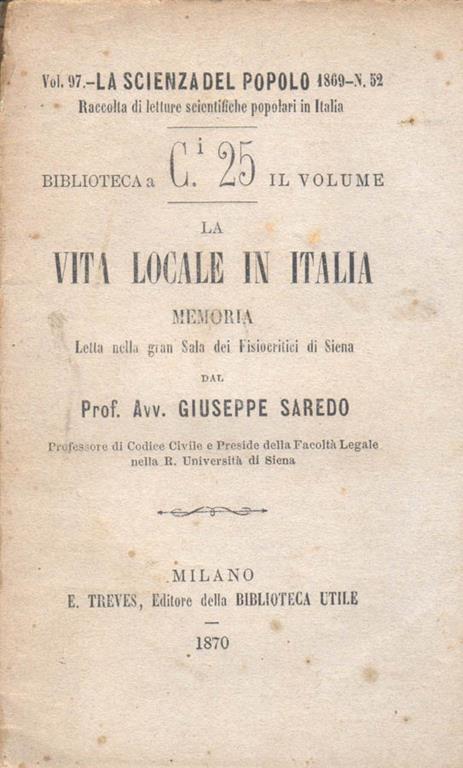 Vol. 97.—LA SCIENZA DEL POPOLO 1869—N. 52
Raccolta di letture scientifiche popolari in Italia
BIBLIOTECA a C.i 25 IL VOLUME
LA
VITA LOCALE IN ITALIA
MEMORIA
Letta nella gran Sala dei Fisiocritici di Siena
DAL
Prof. Avv. GIUSEPPE SAREDO
Professore di Codice Civile e Preside della Facoltà Legale
nella R. Università di Siena
MILANO
E. TREVES, Editore della BIBLIOTECA UTILE
1870